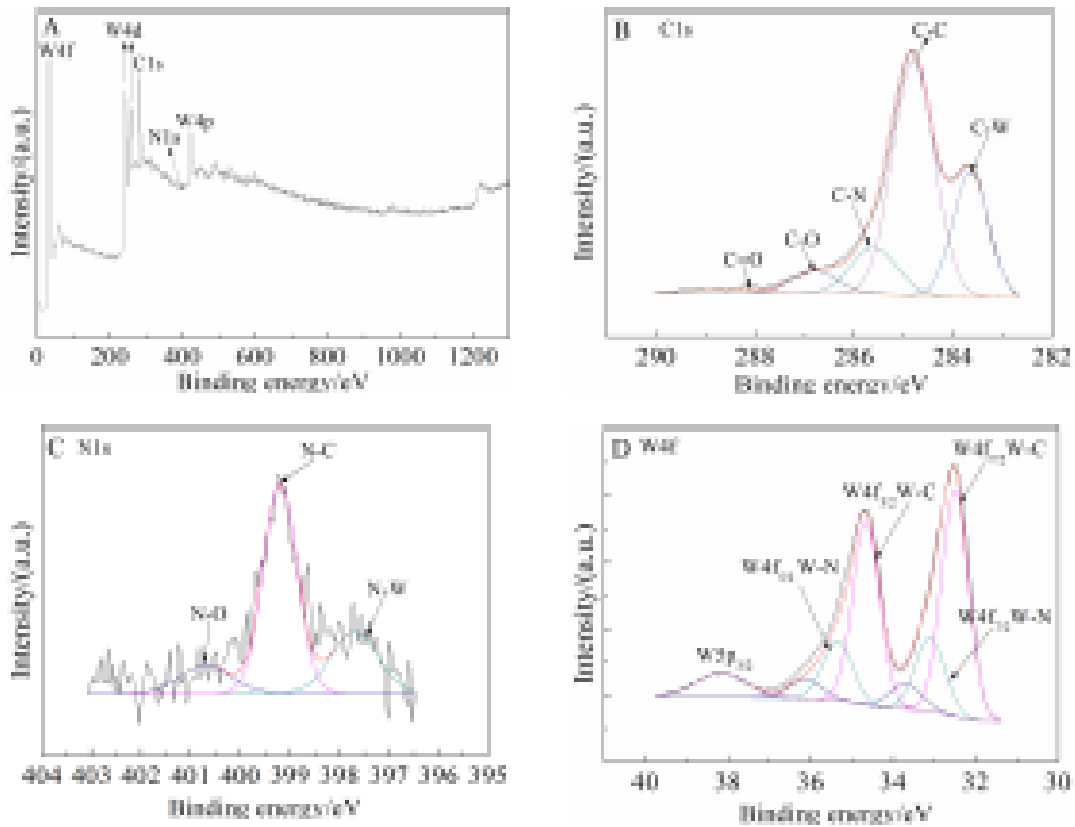 A
W4f
W4d
C1s
N1s
W4p
Intensity/(a.u.)
0 200 400 600 800 1000 1200
Binding energy/eV
B C1s
C-C
C-W
C-N
C-O
C=O
Intensity/(a.u.)
290 288 286 284 282
Binding energy/eV
C N1s
N-C
N-W
N-O
Intensity/(a.u.)
404 403 402 401 400 399 398 397 396 395
Binding energy/eV
D W4f
W4f7/2 W-C
W4f5/2 W-C
W4f5/2 W-N
W4f7/2 W-N
W5p3/2
Intensity/(a.u.)
40 38 36 34 32 30
Binding energy/eV